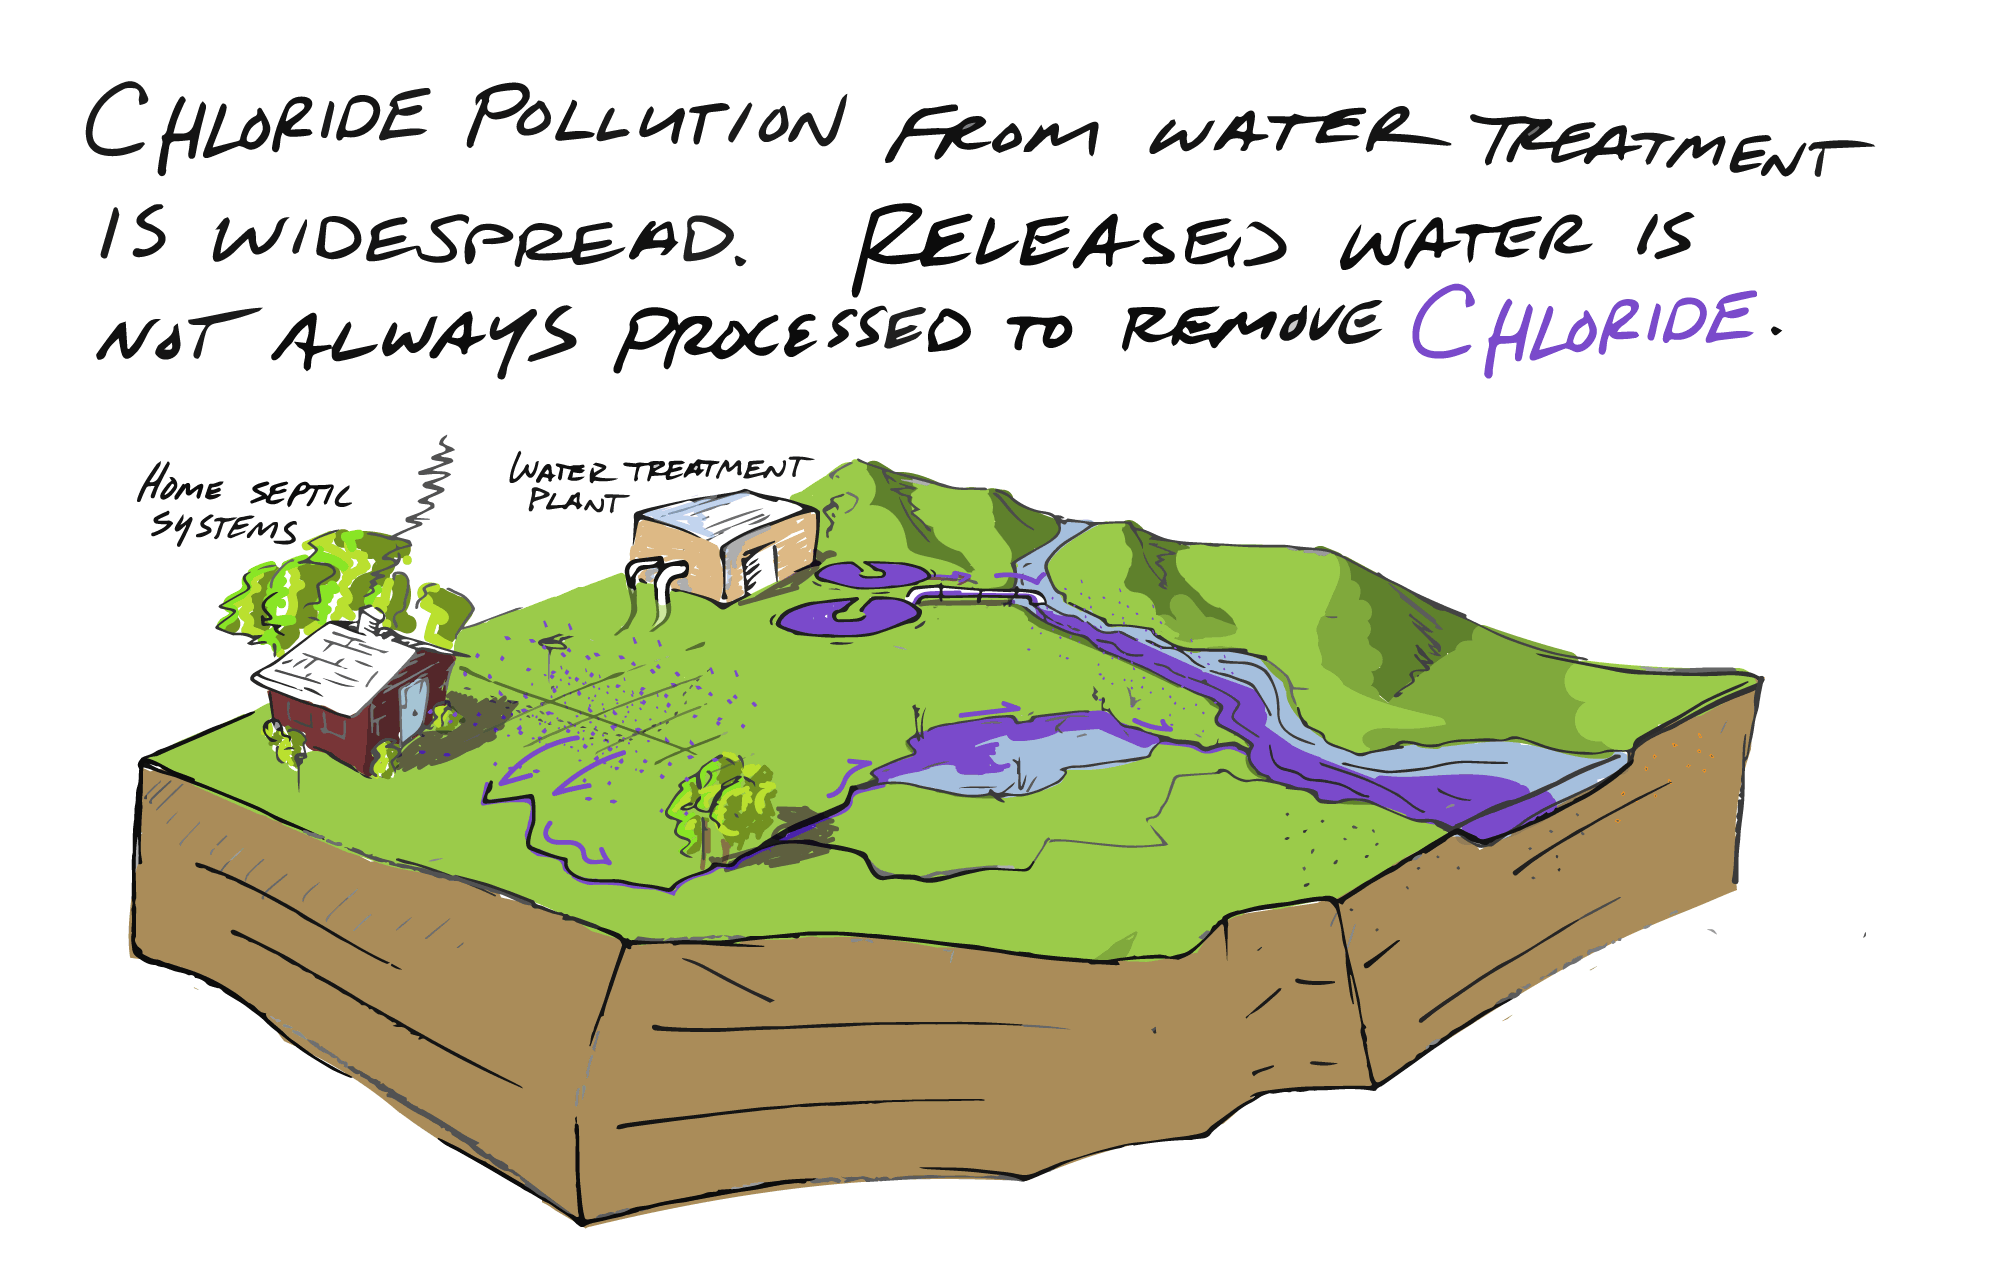 CHLORIDE POLLUTION FROM WATER TREATMENT
IS WIDESPREAD. RELEASED WATER IS
NOT ALWAYS PROCESSED TO REMOVE CHLORIDE.
HOME SEPTIC
SYSTEMS
WATER TREATMENT
PLANT